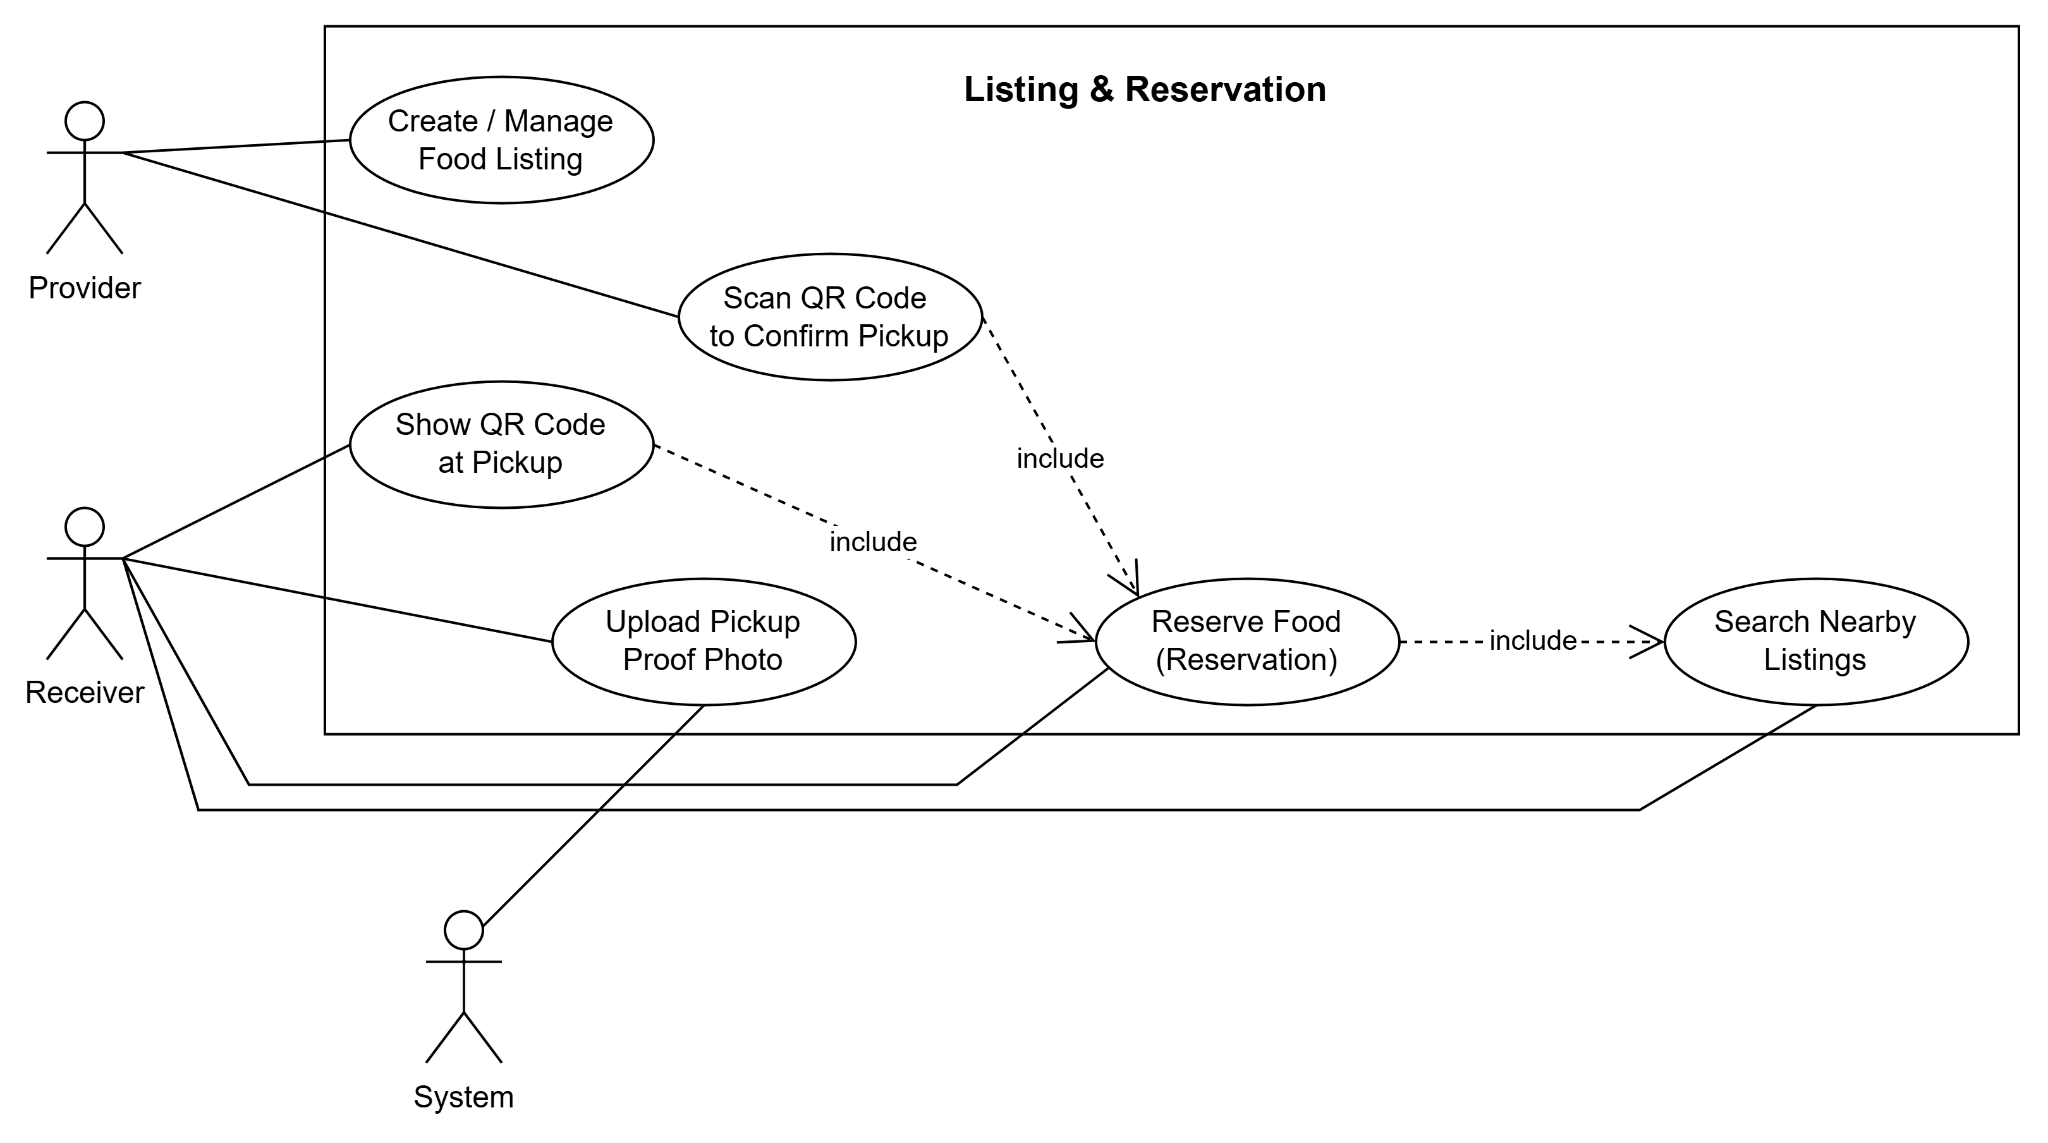 Listing & Reservation
Create / Manage
Food Listing
Provider
Scan QR Code
to Confirm Pickup
Show QR Code
at Pickup
include
include
Receiver
Upload Pickup
Proof Photo
Reserve Food
(Reservation)
include
Search Nearby
Listings
System